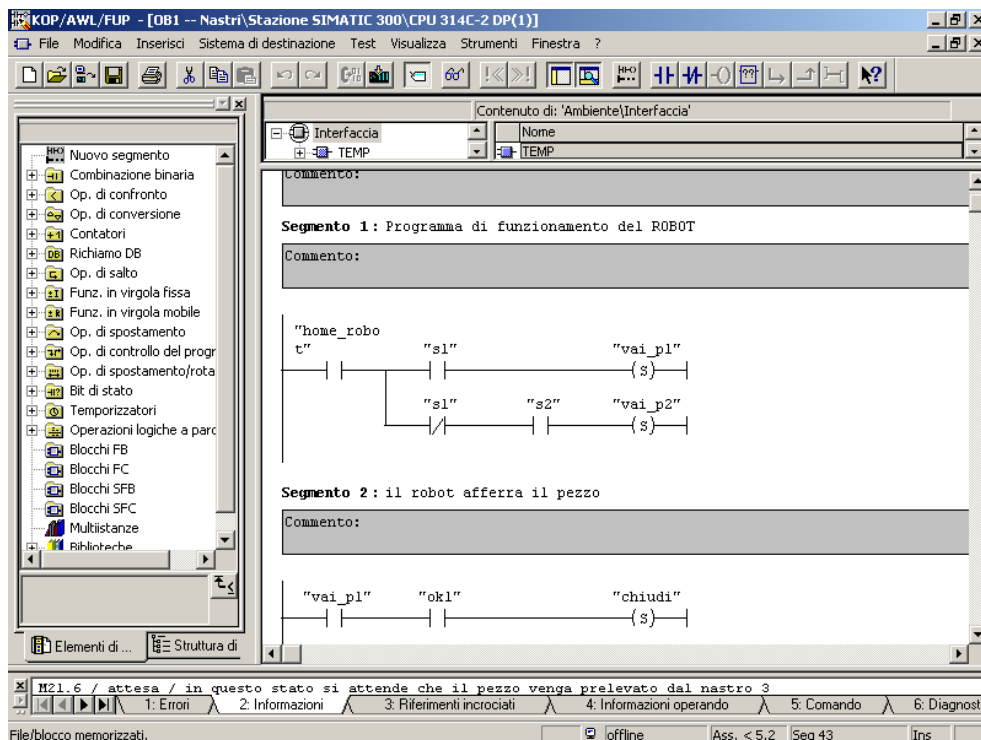 KOP/AWL/FUP - [OB1 -- Nastri\Stazione SIMATIC 300\CPU 314C-2 DP(1)]
File Modifica Inserisci Sistema di destinazione Test Visualizza Strumenti Finestra ?
Contenuto di: 'Ambiente\Interfaccia'
Interfaccia
TEMP
Nome
TEMP
Nuovo segmento
Combinazione binaria
Op. di confronto
Op. di conversione
Contatori
Richiamo DB
Op. di salto
Funz. in virgola fissa
Funz. in virgola mobile
Op. di spostamento
Op. di controllo del progr
Op. di spostamento/rota
Bit di stato
Temporizzatori
Operazioni logiche a parc
Blocchi FB
Blocchi FC
Blocchi SFB
Blocchi SFC
Multiistanze
Biblioteche
Elementi di ... Struttura di
Commento:
Segmento 1: Programma di funzionamento del ROBOT
Commento:
"home_robo
t" "s1" "vai_p1"
S
"s1" "s2" "vai_p2"
S
Segmento 2: il robot afferra il pezzo
Commento:
"vai_p1" "ok1" "chiudi"
S
M21.6 / attesa / in questo stato si attende che il pezzo venga prelevato dal nastro 3
1: Errori 2: Informazioni 3: Riferimenti incrociati 4: Informazioni operando 5: Comando 6: Diagnost
File/blocco memorizzati. offline Ass. < 5.2 Seg 43 Ins